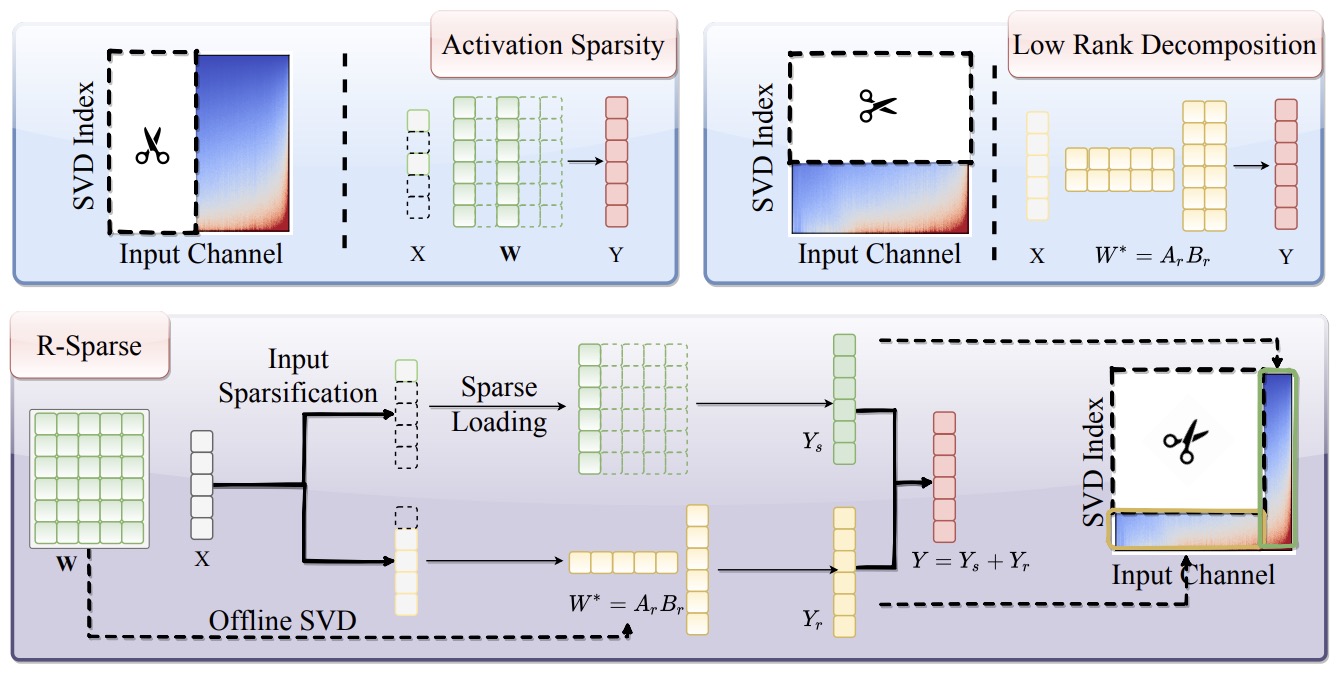 Activation Sparsity
SVD Index
Input Channel
X
W
Y
Low Rank Decomposition
SVD Index
Input Channel
X
W* = A_r B_r
Y
R-Sparse
W
X
Input
Sparsification
Sparse
Loading
Y_s
W* = A_r B_r
Offline SVD
Y_r
Y = Y_s + Y_r
SVD Index
Input Channel